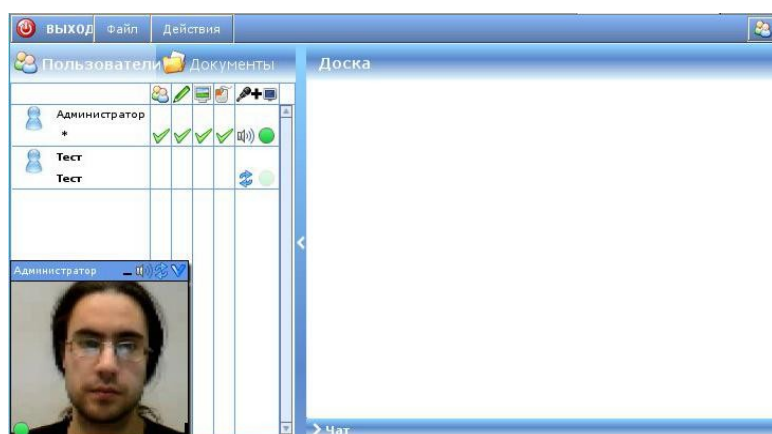 ВЫХОД Файл Действия
Пользователи Документы Доска
Администратор
*
Тест
Тест
Администратор
Чат